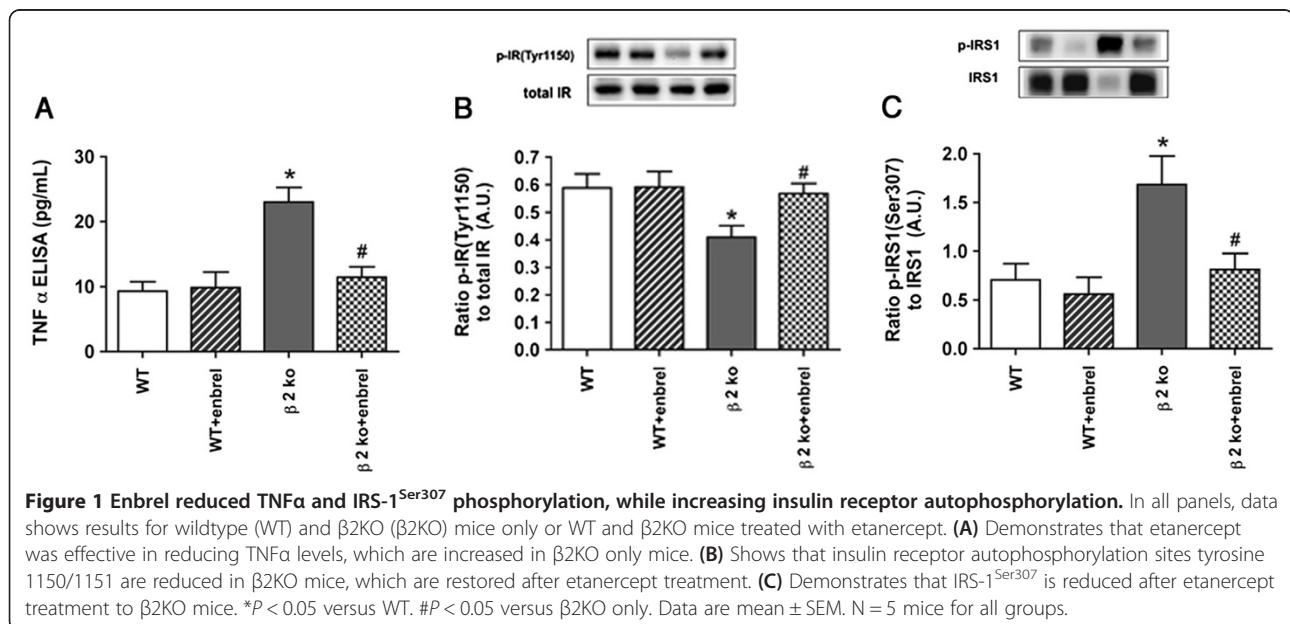 p-IR(Tyr1150)
total IR
p-IRS1
IRS1
A
B
C
TNF α ELISA (pg/mL)
30
20
10
0
WT
WT+enbrel
β 2 ko
β 2 ko+enbrel
*
#
Ratio p-IR(Tyr1150)
to total IR (A.U.)
0.7
0.6
0.5
0.4
0.3
0.2
0.1
0.0
WT
WT+enbrel
β 2 ko
β 2 ko+enbrel
*
#
Ratio p-IRS1(Ser307)
to IRS1 (A.U.)
2.0
1.5
1.0
0.5
0.0
WT
WT+enbrel
β 2 ko
β 2 ko+enbrel
*
#
Figure 1 Enbrel reduced TNFα and IRS-1Ser307 phosphorylation, while increasing insulin receptor autophosphorylation. In all panels, data
shows results for wildtype (WT) and β2KO (β2KO) mice only or WT and β2KO mice treated with etanercept. (A) Demonstrates that etanercept
was effective in reducing TNFα levels, which are increased in β2KO only mice. (B) Shows that insulin receptor autophosphorylation sites tyrosine
1150/1151 are reduced in β2KO mice, which are restored after etanercept treatment. (C) Demonstrates that IRS-1Ser307 is reduced after etanercept
treatment to β2KO mice. *P < 0.05 versus WT. #P < 0.05 versus β2KO only. Data are mean ± SEM. N = 5 mice for all groups.